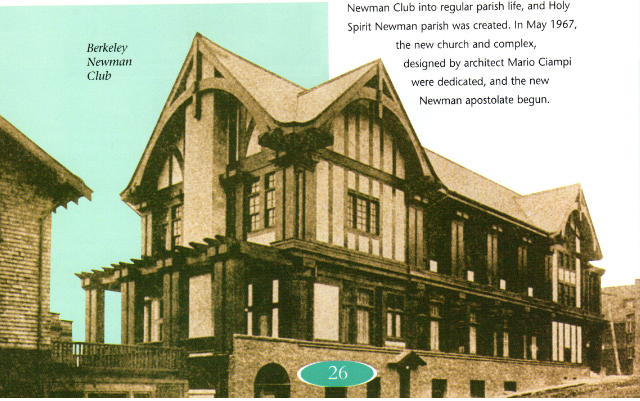 Newman Club into regular parish life, and Holy
Spirit Newman parish was created. In May 1967,
the new church and complex,
designed by architect Mario Ciampi
were dedicated, and the new
Newman apostolate begun.
Berkeley
Newman
Club
26